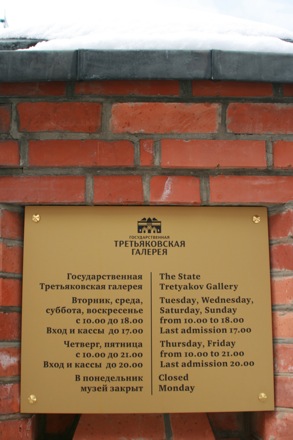 ГОСУДАРСТВЕННАЯ
ТРЕТЬЯКОВСКАЯ
ГАЛЕРЕЯ
Государственная
Третьяковская галерея
Вторник, среда,
суббота, воскресенье
с 10.00 до 18.00
Вход и кассы до 17.00
Четверг, пятница
с 10.00 до 21.00
Вход и кассы до 20.00
В понедельник
музей закрыт
The State
Tretyakov Gallery
Tuesday, Wednesday,
Saturday, Sunday
from 10.00 to 18.00
Last admission 17.00
Thursday, Friday
from 10.00 to 21.00
Last admission 20.00
Closed
Monday